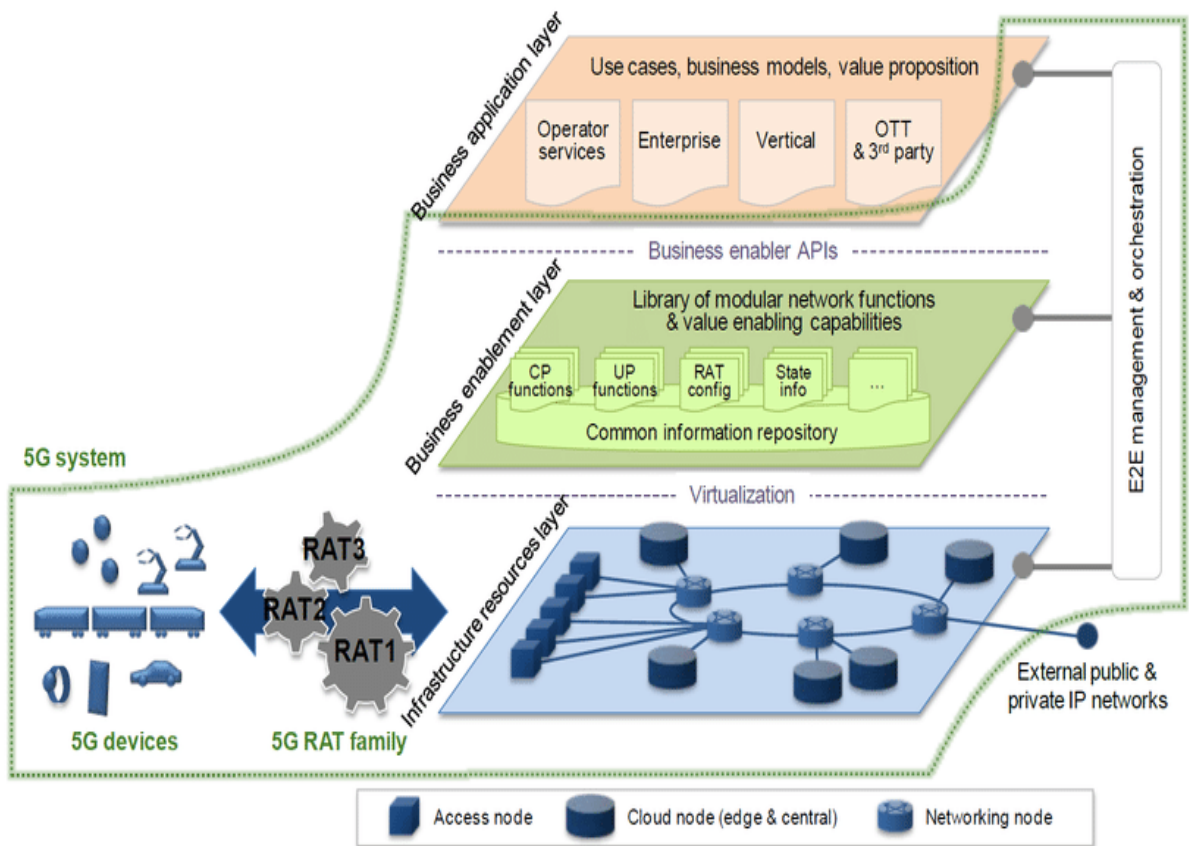 Business application layer
Use cases, business models, value proposition
Operator
services
Enterprise
Vertical
OTT
& 3rd party
Business enabler APIs
Business enablement layer
Library of modular network functions
& value enabling capabilities
CP
functions
UP
functions
RAT
config
State
info
...
Common information repository
E2E management & orchestration
5G system
Virtualization
Infrastructure resources layer
RAT3
RAT2
RAT1
5G devices
5G RAT family
External public &
private IP networks
Access node
Cloud node (edge & central)
Networking node